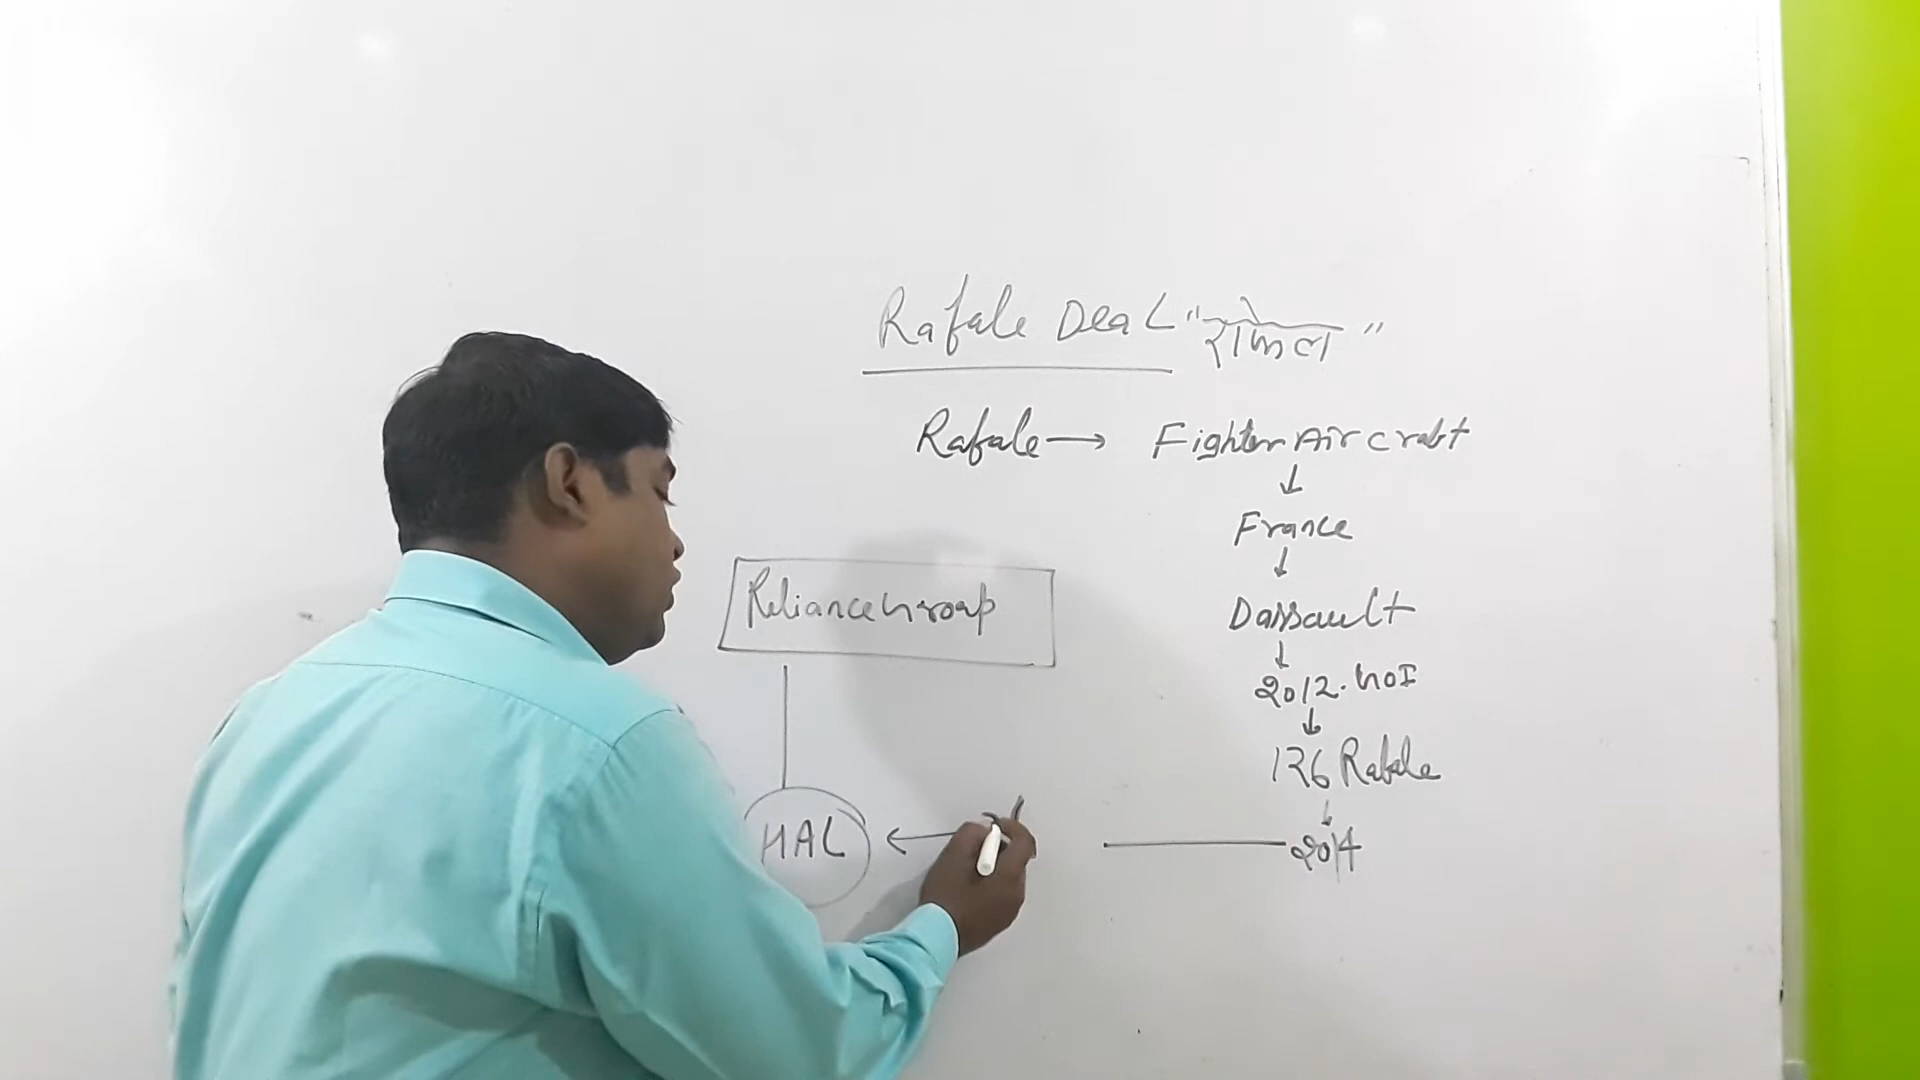 Rafale Deal "राफेल"
Rafale → Fighter Aircraft
↓
France
↓
Dassault
↓
2012. GOI
↓
126 Rafale
↓
2014
Reliance Group
HAL ←